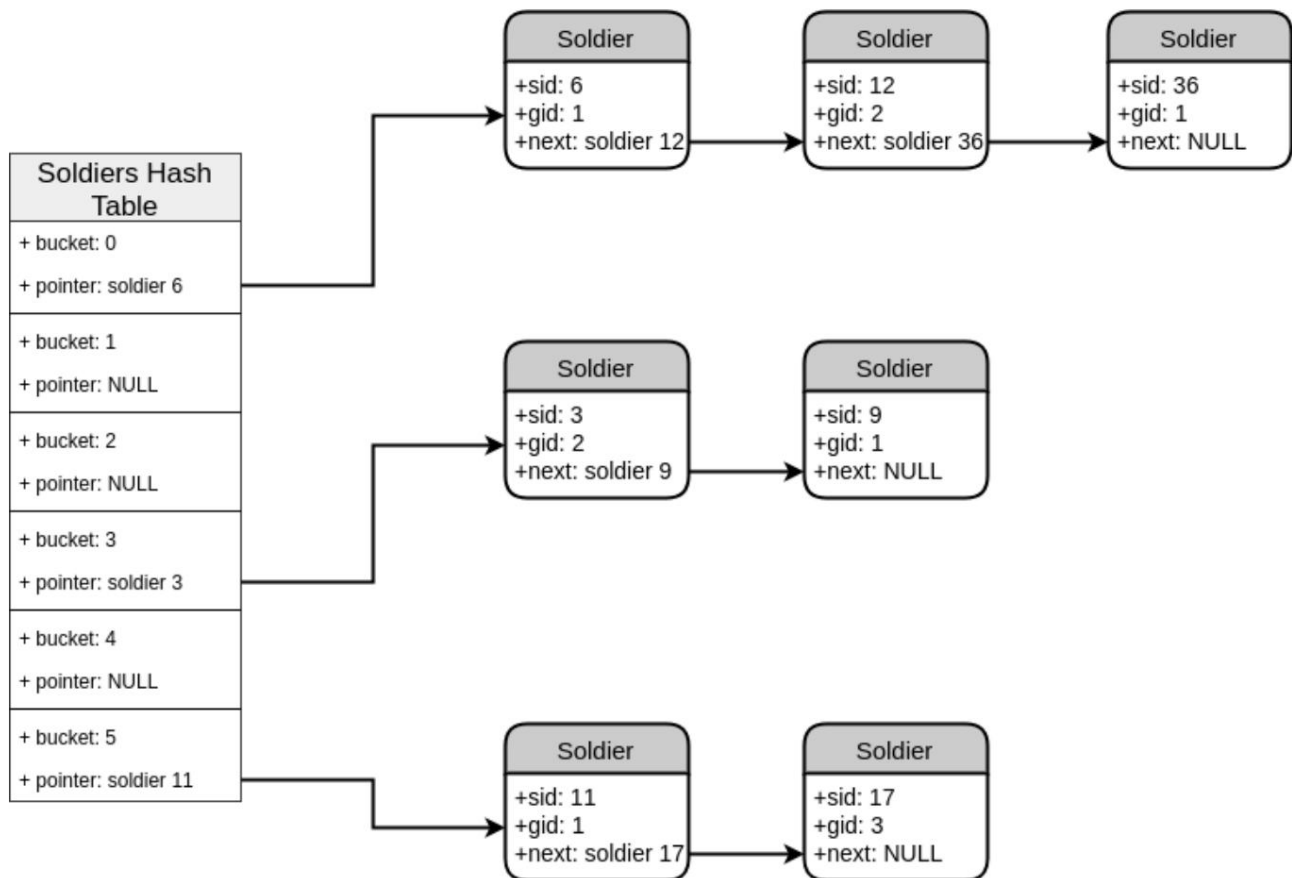 Soldier
+sid: 6
+gid: 1
+next: soldier 12
Soldier
+sid: 12
+gid: 2
+next: soldier 36
Soldier
+sid: 36
+gid: 1
+next: NULL
Soldiers Hash
Table
+ bucket: 0
+ pointer: soldier 6
+ bucket: 1
+ pointer: NULL
+ bucket: 2
+ pointer: NULL
+ bucket: 3
+ pointer: soldier 3
+ bucket: 4
+ pointer: NULL
+ bucket: 5
+ pointer: soldier 11
Soldier
+sid: 3
+gid: 2
+next: soldier 9
Soldier
+sid: 9
+gid: 1
+next: NULL
Soldier
+sid: 11
+gid: 1
+next: soldier 17
Soldier
+sid: 17
+gid: 3
+next: NULL